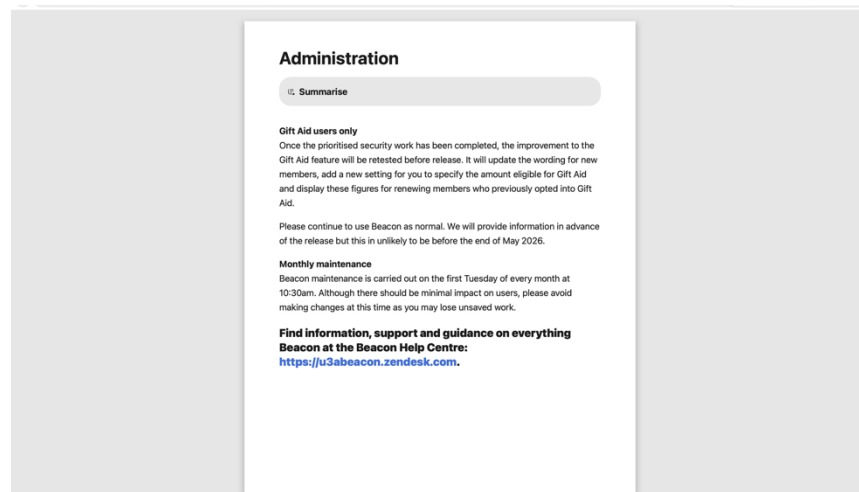 Administration
Summarise
Gift Aid users only
Once the prioritised security work has been completed, the improvement to the
Gift Aid feature will be retested before release. It will update the wording for new
members, add a new setting for you to specify the amount eligible for Gift Aid
and display these figures for renewing members who previously opted into Gift
Aid.
Please continue to use Beacon as normal. We will provide information in advance
of the release but this in unlikely to be before the end of May 2026.
Monthly maintenance
Beacon maintenance is carried out on the first Tuesday of every month at
10:30am. Although there should be minimal impact on users, please avoid
making changes at this time as you may lose unsaved work.
Find information, support and guidance on everything
Beacon at the Beacon Help Centre:
https://u3abeacon.zendesk.com.